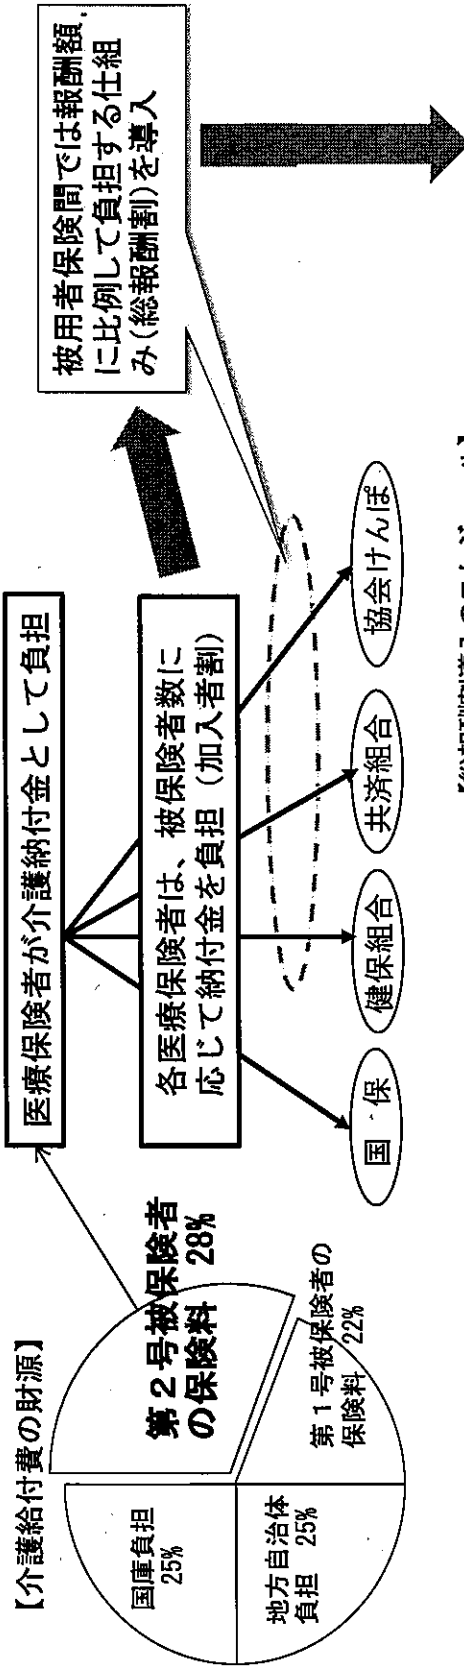 【介護給付費の財源】
国庫負担
25%
地方自治体
負担 25%
第2号被保険者
の保険料 28%
第1号被保険者の
保険料 22%
医療保険者が介護納付金として負担
各医療保険者は、被保険者数に
応じて納付金を負担（加入者割）
国 保
健保組合
共済組合
協会けんぽ
被用者保険間では報酬額
に比例して負担する仕組
み（総報酬割）を導入